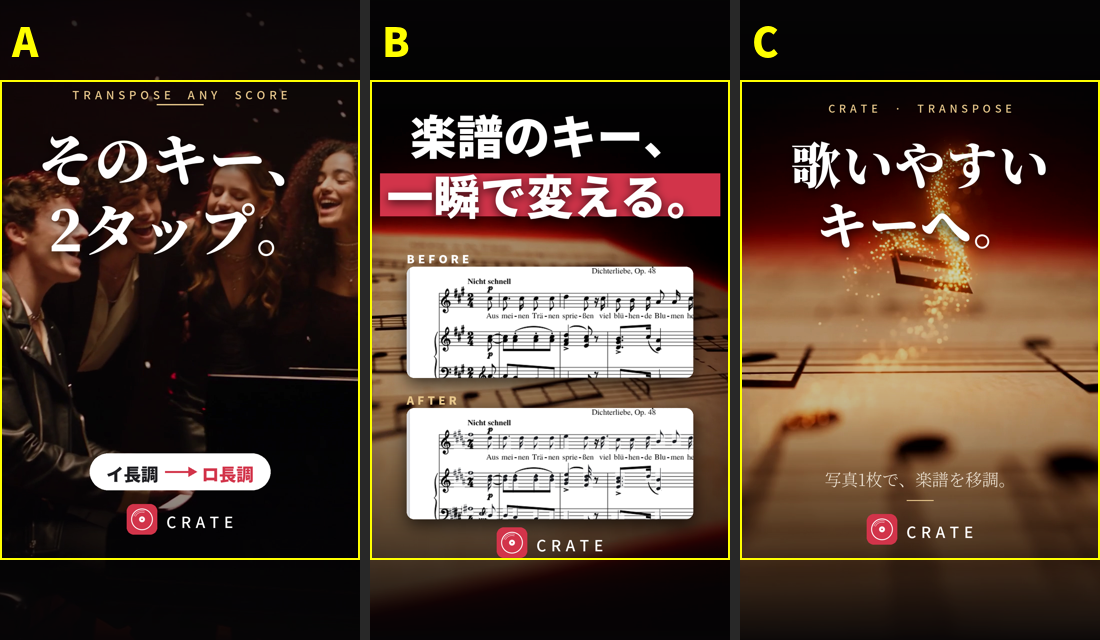 A
TRANSPOSE ANY SCORE
そのキー、
2タップ。
イ長調 → ロ長調
CRATE
B
楽譜のキー、
一瞬で変える。
BEFORE
Dichterliebe, Op. 48
Nicht schnell
p
Aus mei-nen Trä-nen sprie-ßen viel blü-hen-de Blu-men he
p
AFTER
Dichterliebe, Op. 48
Nicht schnell
p
Aus mei-nen Trä-nen sprie-ßen viel blü-hen-de Blu-men he
p
CRATE
C
CRATE · TRANSPOSE
歌いやすい
キーへ。
写真1枚で、楽譜を移調。
CRATE